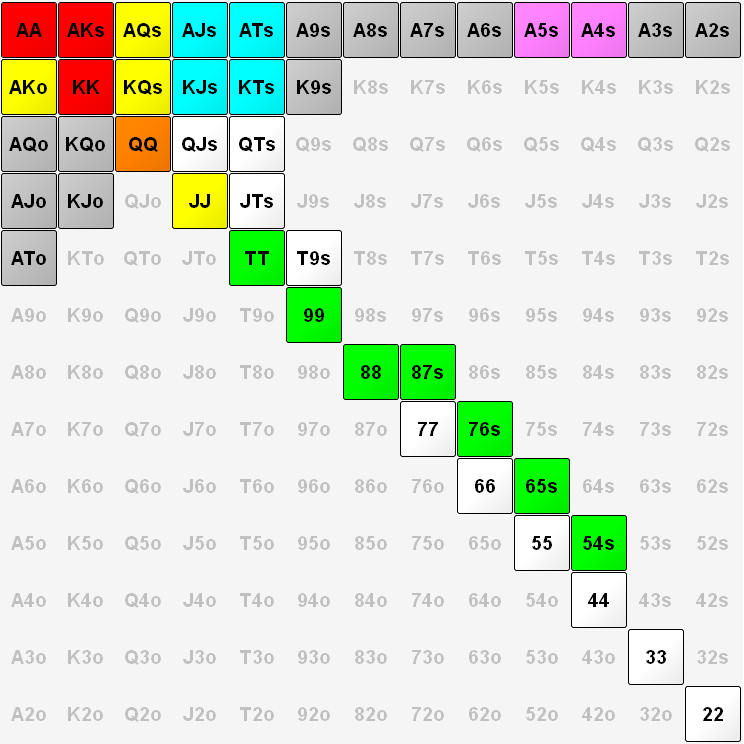 AA AKs AQs AJs ATs A9s A8s A7s A6s A5s A4s A3s A2s
AKo KK KQs KJs KTs K9s K8s K7s K6s K5s K4s K3s K2s
AQo KQo QQ QJs QTs Q9s Q8s Q7s Q6s Q5s Q4s Q3s Q2s
AJo KJo QJo JJ JTs J9s J8s J7s J6s J5s J4s J3s J2s
ATo KTo QTo JTo TT T9s T8s T7s T6s T5s T4s T3s T2s
A9o K9o Q9o J9o T9o 99 98s 97s 96s 95s 94s 93s 92s
A8o K8o Q8o J8o T8o 98o 88 87s 86s 85s 84s 83s 82s
A7o K7o Q7o J7o T7o 97o 87o 77 76s 75s 74s 73s 72s
A6o K6o Q6o J6o T6o 96o 86o 76o 66 65s 64s 63s 62s
A5o K5o Q5o J5o T5o 95o 85o 75o 65o 55 54s 53s 52s
A4o K4o Q4o J4o T4o 94o 84o 74o 64o 54o 44 43s 42s
A3o K3o Q3o J3o T3o 93o 83o 73o 63o 53o 43o 33 32s
A2o K2o Q2o J2o T2o 92o 82o 72o 62o 52o 42o 32o 22